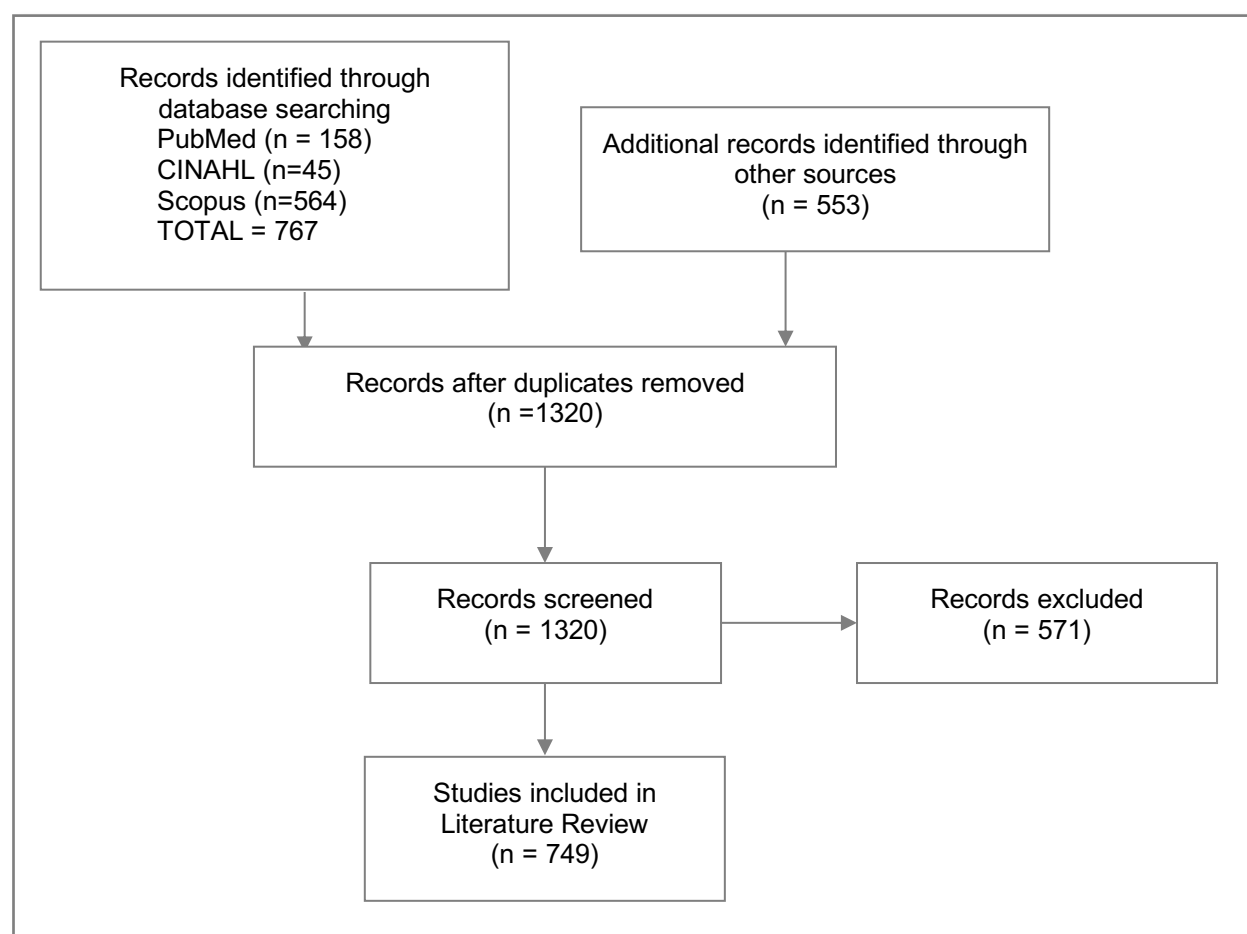 Records identified through
database searching
PubMed (n = 158)
CINAHL (n=45)
Scopus (n=564)
TOTAL = 767
Additional records identified through
other sources
(n = 553)
Records after duplicates removed
(n =1320)
Records screened
(n = 1320)
Records excluded
(n = 571)
Studies included in
Literature Review
(n = 749)